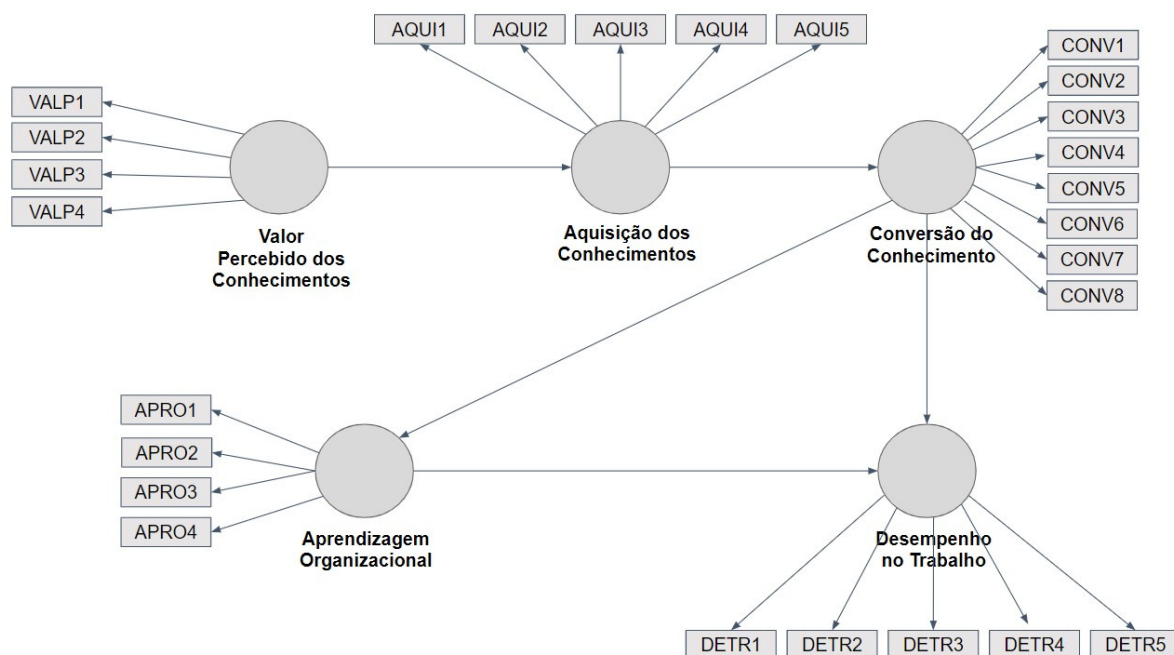 AQUI1
AQUI2
AQUI3
AQUI4
AQUI5
CONV1
CONV2
CONV3
CONV4
CONV5
CONV6
CONV7
CONV8
VALP1
VALP2
VALP3
VALP4
Valor
Percebido dos
Conhecimentos
Aquisição dos
Conhecimentos
Conversão do
Conhecimento
APRO1
APRO2
APRO3
APRO4
Aprendizagem
Organizacional
Desempenho
no Trabalho
DETR1
DETR2
DETR3
DETR4
DETR5